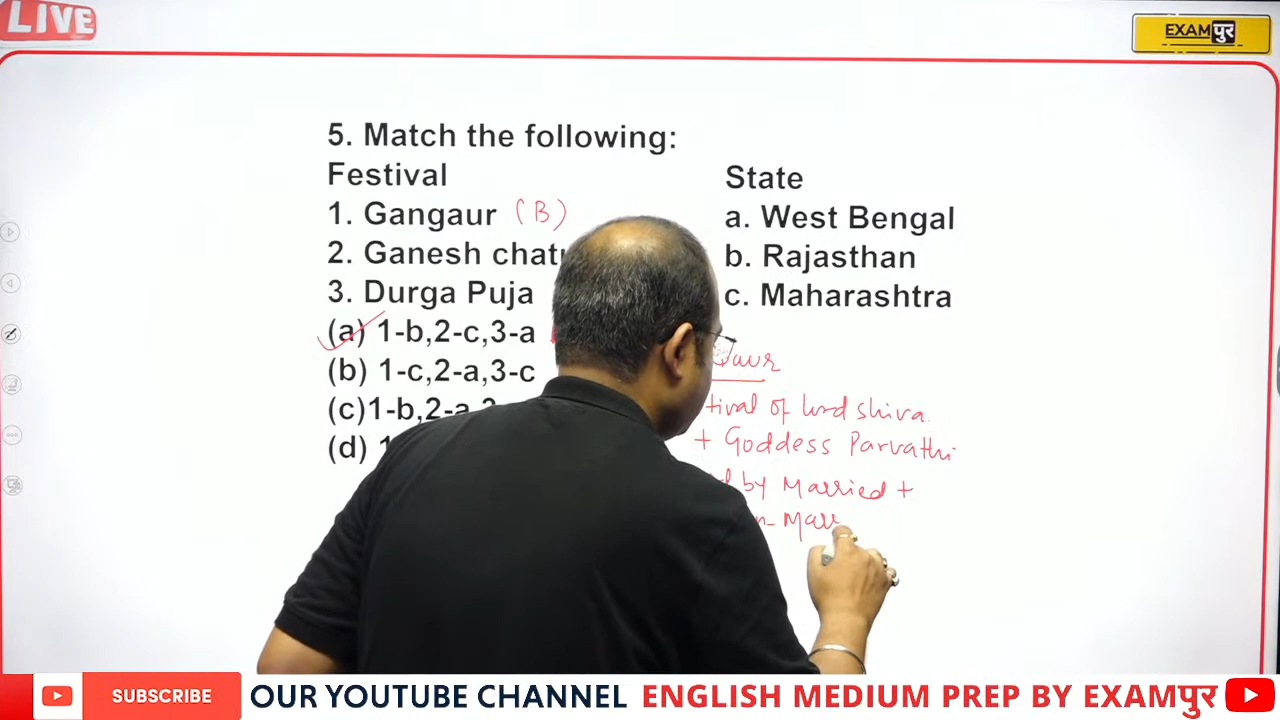 LIVE
EXAMपुर
5. Match the following:
Festival
State
1. Gangaur (B)
a. West Bengal
2. Ganesh
b. Rajasthan
3. Durga Puja
c. Maharashtra
(a) 1-b,2-c,3-a
(b) 1-c,2-a,3-c
of lord shiva.
(c)1-b,2-a
+ Goddess Parvathi
(d)
by Married +
SUBSCRIBE
OUR YOUTUBE CHANNEL ENGLISH MEDIUM PREP BY EXAMपुर